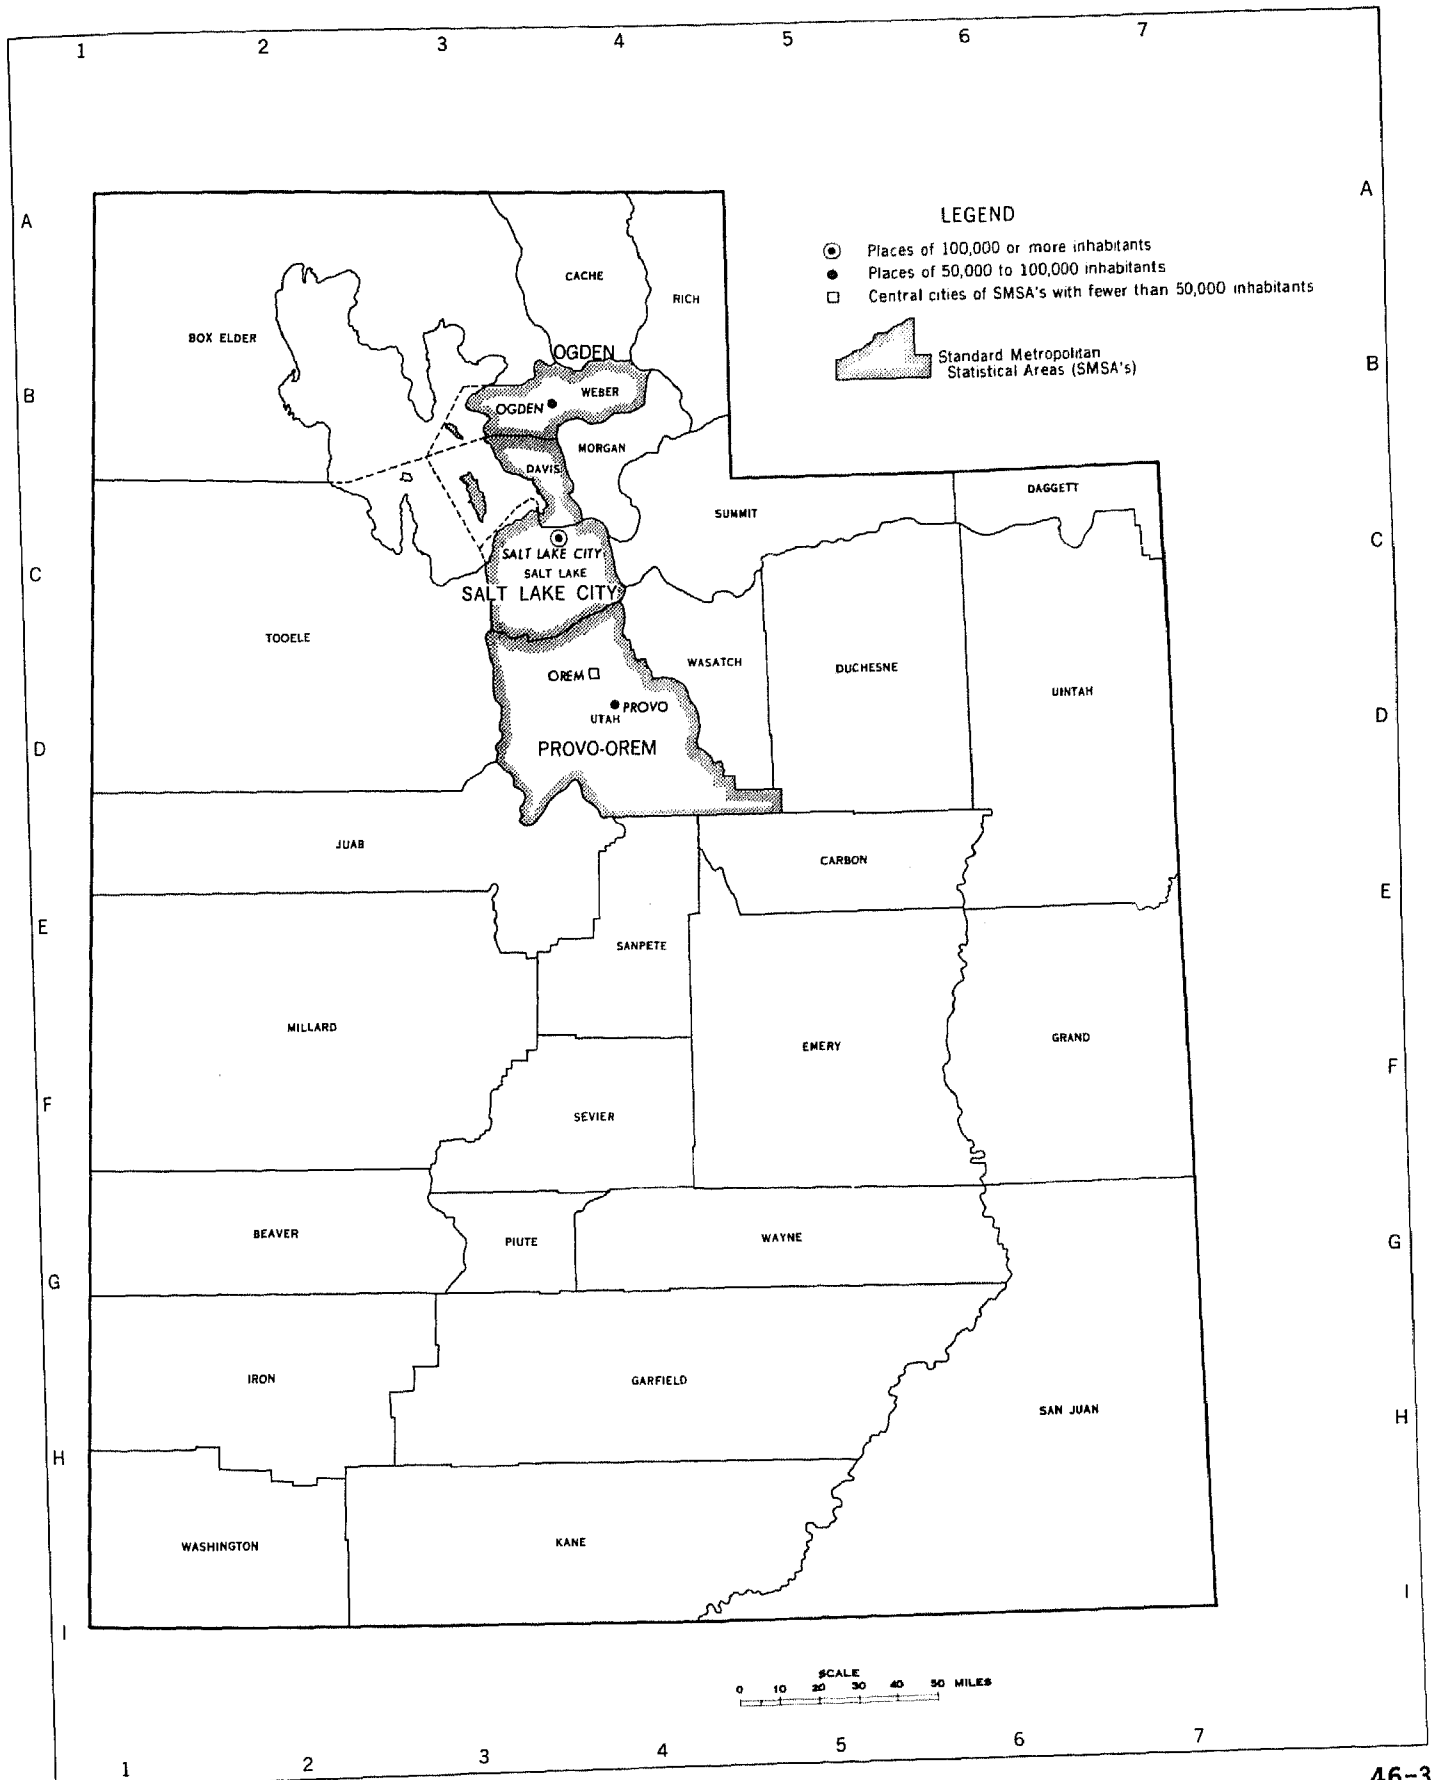 1 2 3 4 5 6 7
A A
LEGEND
Places of 100,000 or more inhabitants
Places of 50,000 to 100,000 inhabitants
Central cities of SMSA's with fewer than 50,000 inhabitants
Standard Metropolitan
Statistical Areas (SMSA's)
CACHE
RICH
BOX ELDER
OGDEN
B B
WEBER
OGDEN
MORGAN
DAVIS
DAGGETT
SUMMIT
C C
SALT LAKE CITY
SALT LAKE
SALT LAKE CITY
TOOELE
WASATCH
DUCHESNE
OREM
UINTAH
PROVO
UTAH
D D
PROVO-OREM
JUAB
CARBON
E E
SANPETE
MILLARD
EMERY
GRAND
F F
SEVIER
BEAVER
PIUTE
WAYNE
G G
IRON
GARFIELD
SAN JUAN
H H
WASHINGTON
KANE
I I
SCALE
0 10 20 30 40 50 MILES
1 2 3 4 5 6 7
46-3